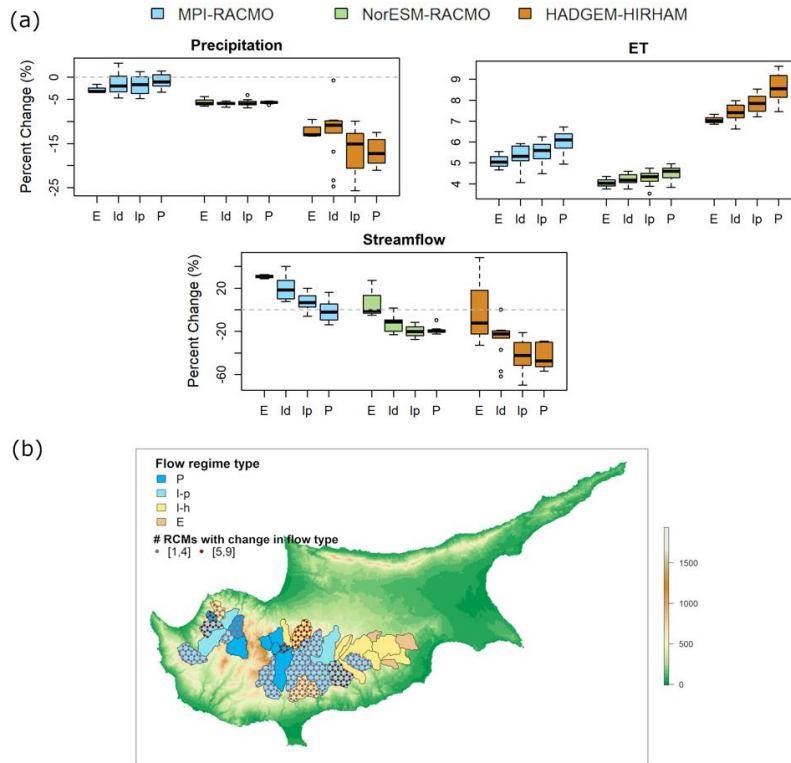 (a)
MPI-RACMO NorESM-RACMO HADGEM-HIRHAM
Precipitation
Percent Change (%)
0
-5
-15
-25
E Id Ip P E Id Ip P E Id Ip P
ET
9
8
7
6
5
4
E Id Ip P E Id Ip P E Id Ip P
Streamflow
Percent Change (%)
20
-20
-60
E Id Ip P E Id Ip P E Id Ip P
(b)
Flow regime type
P
I-p
I-h
E
# RCMs with change in flow type
[1,4] [5,9]
1500
1000
500
0